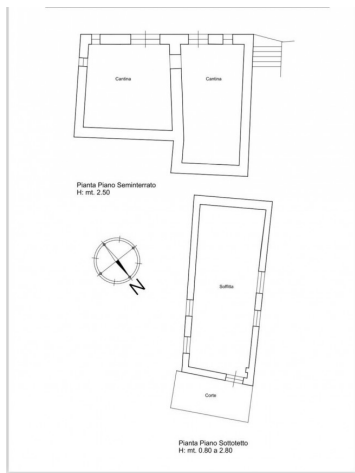 Cantina
Cantina
Pianta Piano Seminterrato
H: mt. 2.50
N
Soffitta
Corte
Pianta Piano Sottotetto
H: mt. 0.80 a 2.80